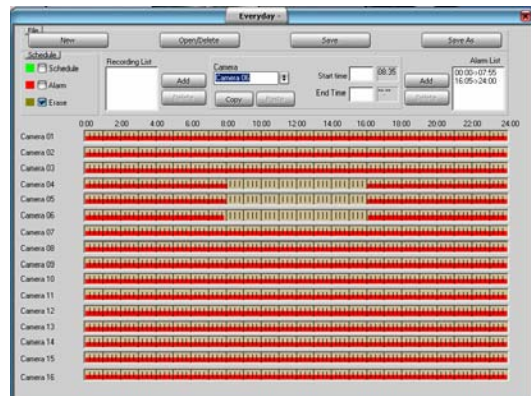 Everyday -
File
New
Open/Delete
Save
Save As
Schedule
Schedule
Alarm
Erase
Recording List
Add
Delete
Camera
Camera 06
Copy
Paste
Start time
08:35
End Time
--:--
Add
Delete
Alarm List
00:00->07:55
16:05->24:00
0:00 2:00 4:00 6:00 8:00 10:00 12:00 14:00 16:00 18:00 20:00 22:00 24:00
Camera 01
Camera 02
Camera 03
Camera 04
Camera 05
Camera 06
Camera 07
Camera 08
Camera 09
Camera 10
Camera 11
Camera 12
Camera 13
Camera 14
Camera 15
Camera 16